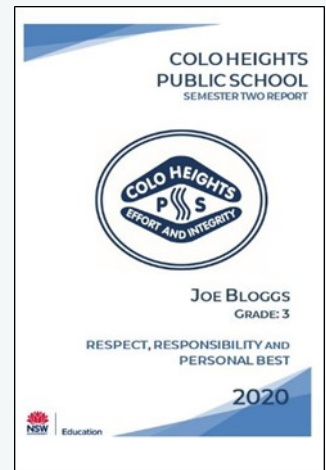 COLO HEIGHTS
PUBLIC SCHOOL
SEMESTER TWO REPORT
COLO HEIGHTS
P S
EFFORT AND INTEGRITY
JOE BLOGGS
GRADE: 3
RESPECT, RESPONSIBILITY AND
PERSONAL BEST
2020
NSW
Education